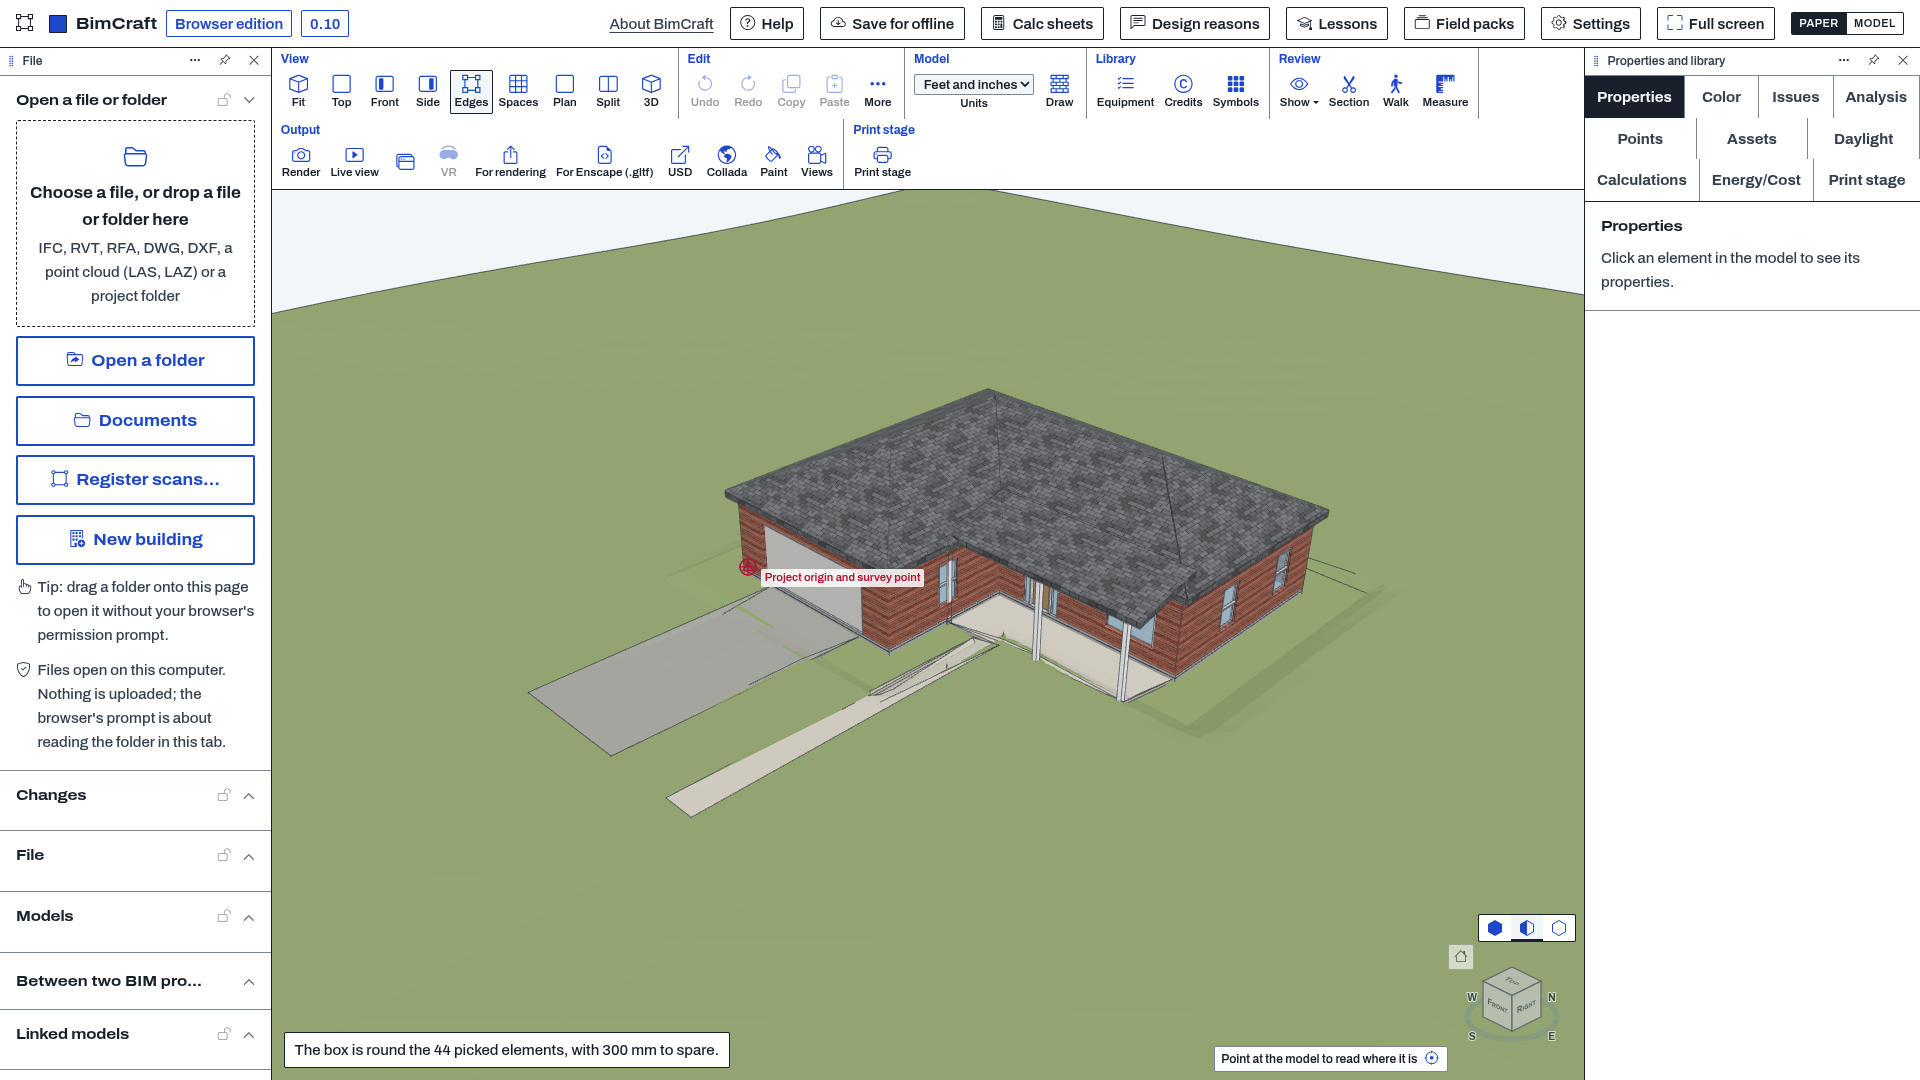 BimCraft
Browser edition
0.10
About BimCraft
Help
Save for offline
Calc sheets
Design reasons
Lessons
Field packs
Settings
Full screen
PAPER
MODEL
File
Open a file or folder
Choose a file, or drop a file
or folder here
IFC, RVT, RFA, DWG, DXF, a
point cloud (LAS, LAZ) or a
project folder
Open a folder
Documents
Register scans...
New building
Tip: drag a folder onto this page
to open it without your browser's
permission prompt.
Files open on this computer.
Nothing is uploaded; the
browser's prompt is about
reading the folder in this tab.
Changes
File
Models
Between two BIM pro...
Linked models
View
Fit
Top
Front
Side
Edges
Spaces
Plan
Split
3D
Edit
Undo
Redo
Copy
Paste
More
Model
Feet and inches
Units
Draw
Library
Equipment
Credits
Symbols
Review
Show
Section
Walk
Measure
Output
Render
Live view
VR
For rendering
For Enscape (.gltf)
USD
Collada
Paint
Views
Print stage
Print stage
Project origin and survey point
The box is round the 44 picked elements, with 300 mm to spare.
Point at the model to read where it is
W
N
S
E
TOP
FRONT
RIGHT
Properties and library
Properties
Color
Issues
Analysis
Points
Assets
Daylight
Calculations
Energy/Cost
Print stage
Properties
Click an element in the model to see its
properties.